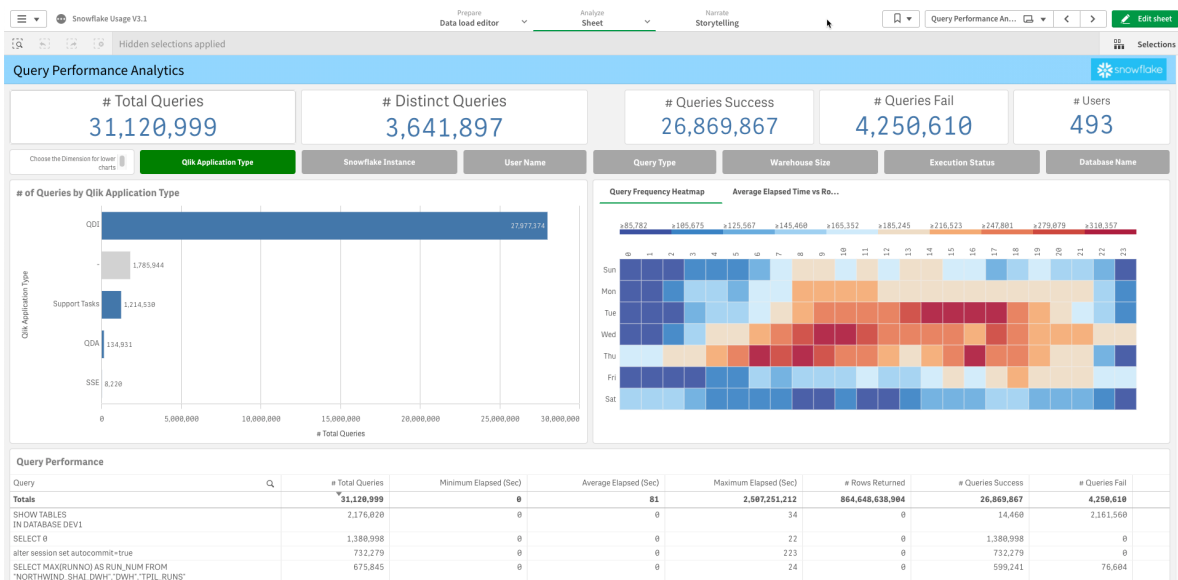 Snowflake Usage V3.1
Prepare
Data load editor
Analyze
Sheet
Narrate
Storytelling
Query Performance An...
Edit sheet
Hidden selections applied
Selections
Query Performance Analytics
snowflake
# Total Queries
31,120,999
# Distinct Queries
3,641,897
# Queries Success
26,869,867
# Queries Fail
4,250,610
# Users
493
Choose the Dimension for lower
charts
Qlik Application Type
Snowflake Instance
User Name
Query Type
Warehouse Size
Execution Status
Database Name
# of Queries by Qlik Application Type
Qlik Application Type
QDI
27,977,374
-
1,785,944
Support Tasks
1,214,530
QDA
134,931
SSE
8,220
0 5,000,000 10,000,000 15,000,000 20,000,000 25,000,000 30,000,000
# Total Queries
Query Frequency Heatmap
Average Elapsed Time vs Ro...
≥85,782 ≥105,675 ≥125,567 ≥145,460 ≥165,352 ≥185,245 ≥216,523 ≥247,801 ≥279,079 ≥310,357
0 1 2 3 4 5 6 7 8 9 10 11 12 13 14 15 16 17 18 19 20 21 22 23
Sun
Mon
Tue
Wed
Thu
Fri
Sat
Query Performance
Query # Total Queries Minimum Elapsed (Sec) Average Elapsed (Sec) Maximum Elapsed (Sec) # Rows Returned # Queries Success # Queries Fail
Totals 31,120,999 0 81 2,507,251,212 864,648,638,904 26,869,867 4,250,610
SHOW TABLES 2,176,020 0 0 34 0 14,460 2,161,560
IN DATABASE DEV1
SELECT 0 1,380,998 0 0 22 0 1,380,998 0
alter session set autocommit=true 732,279 0 0 223 0 732,279 0
SELECT MAX(RUNNO) AS RUN_NUM FROM 675,845 0 0 24 0 599,241 76,604
"NORTHWIND_SHAI_DWH"."DWH"."TPIL_RUNS"